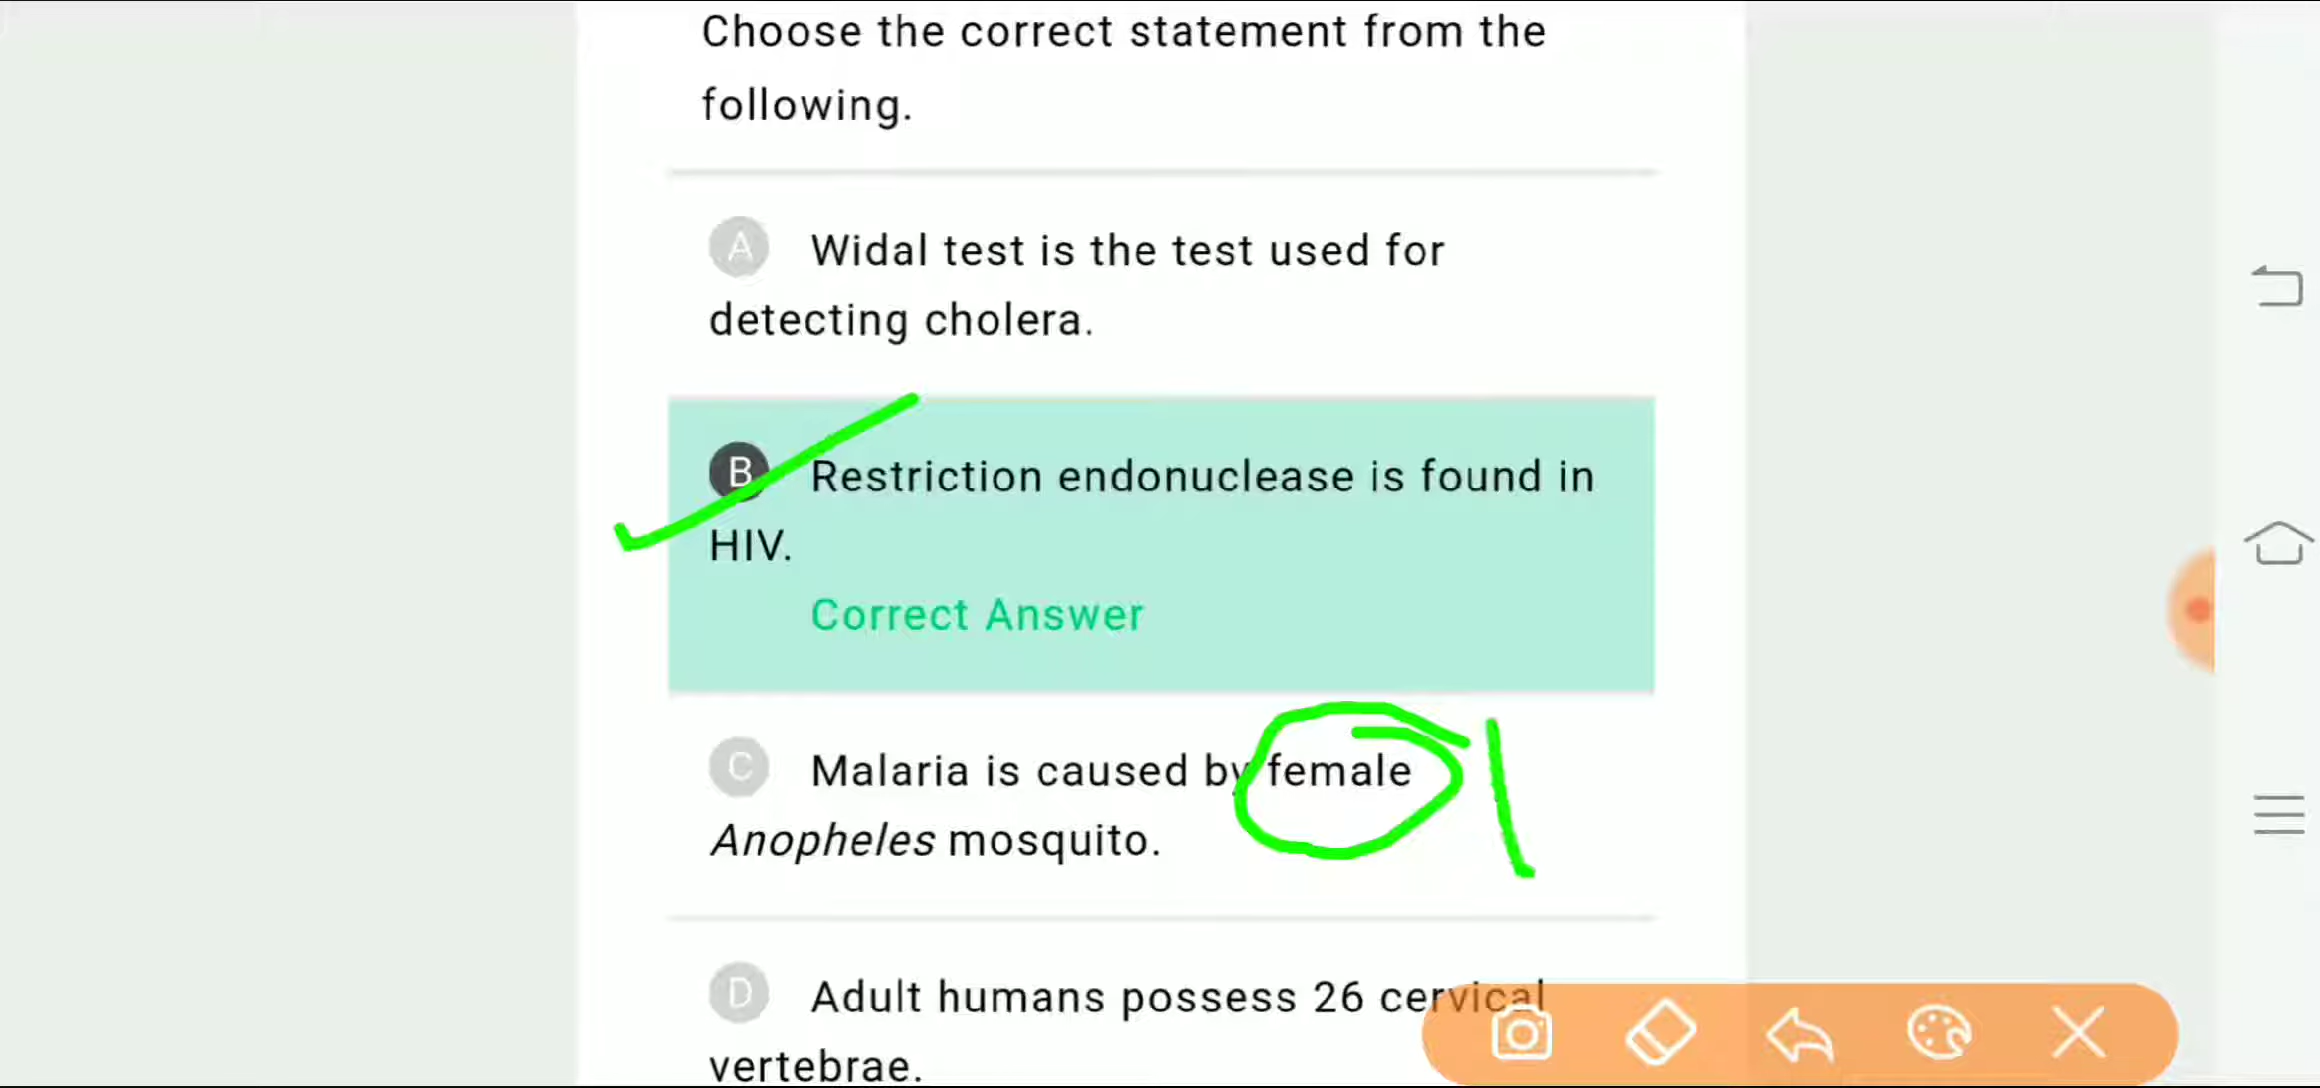 Choose the correct statement from the
following.
A Widal test is the test used for
detecting cholera.
B Restriction endonuclease is found in
HIV.
Correct Answer
C Malaria is caused by female
Anopheles mosquito.
D Adult humans possess 26 cervical
vertebrae.